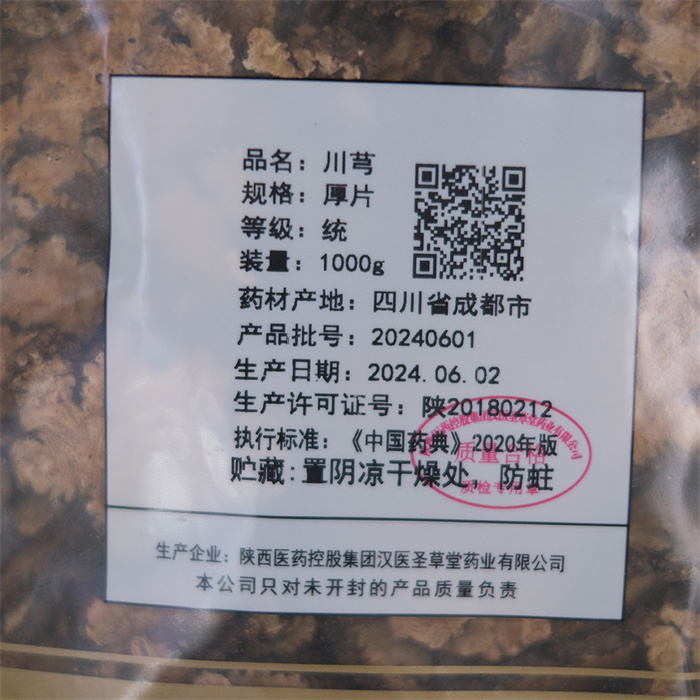 品名：川芎
规格：厚片
等级：统
装量：1000g
药材产地：四川省成都市
产品批号：20240601
生产日期：2024.06.02
生产许可证号：陕20180212
执行标准：《中国药典》2020年版
贮藏:置阴凉干燥处，防蛀
质量合格
质检专用章
生产企业：陕西医药控股集团汉医圣草堂药业有限公司
本公司只对未开封的产品质量负责